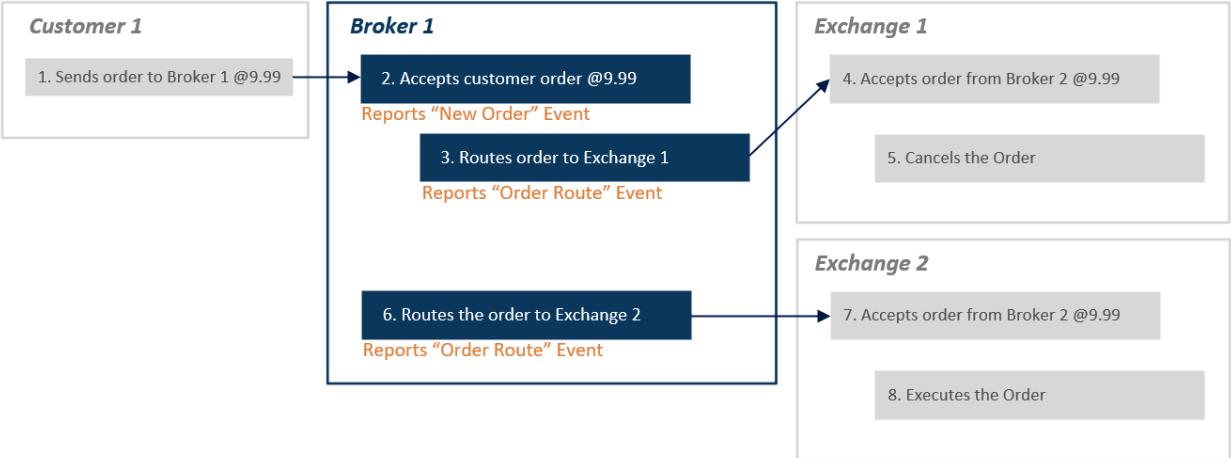 Customer 1
1. Sends order to Broker 1 @9.99
Broker 1
2. Accepts customer order @9.99
Reports “New Order” Event
3. Routes order to Exchange 1
Reports “Order Route” Event
6. Routes the order to Exchange 2
Reports “Order Route” Event
Exchange 1
4. Accepts order from Broker 2 @9.99
5. Cancels the Order
Exchange 2
7. Accepts order from Broker 2 @9.99
8. Executes the Order